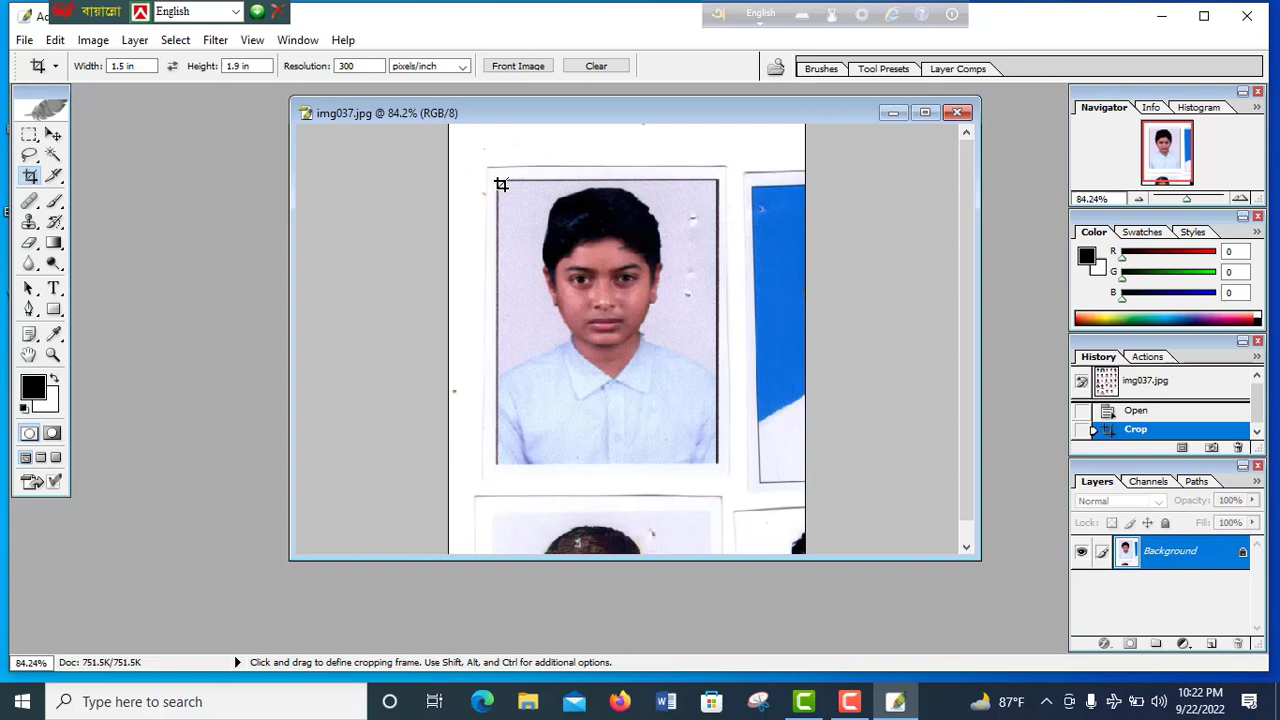 Ad
বায়ান্নো
English
English
File Edit Image Layer Select Filter View Window Help
Width: 1.5 in Height: 1.9 in Resolution: 300 pixels/inch Front Image Clear Brushes Tool Presets Layer Comps
img037.jpg @ 84.2% (RGB/8)
Navigator Info Histogram
84.24%
Color Swatches Styles
R 0
G 0
B 0
History Actions
img037.jpg
Open
Crop
Layers Channels Paths
Normal Opacity: 100%
Lock: Fill: 100%
Background
84.24% Doc: 751.5K/751.5K Click and drag to define cropping frame. Use Shift, Alt, and Ctrl for additional options.
Type here to search
87°F
10:22 PM
9/22/2022